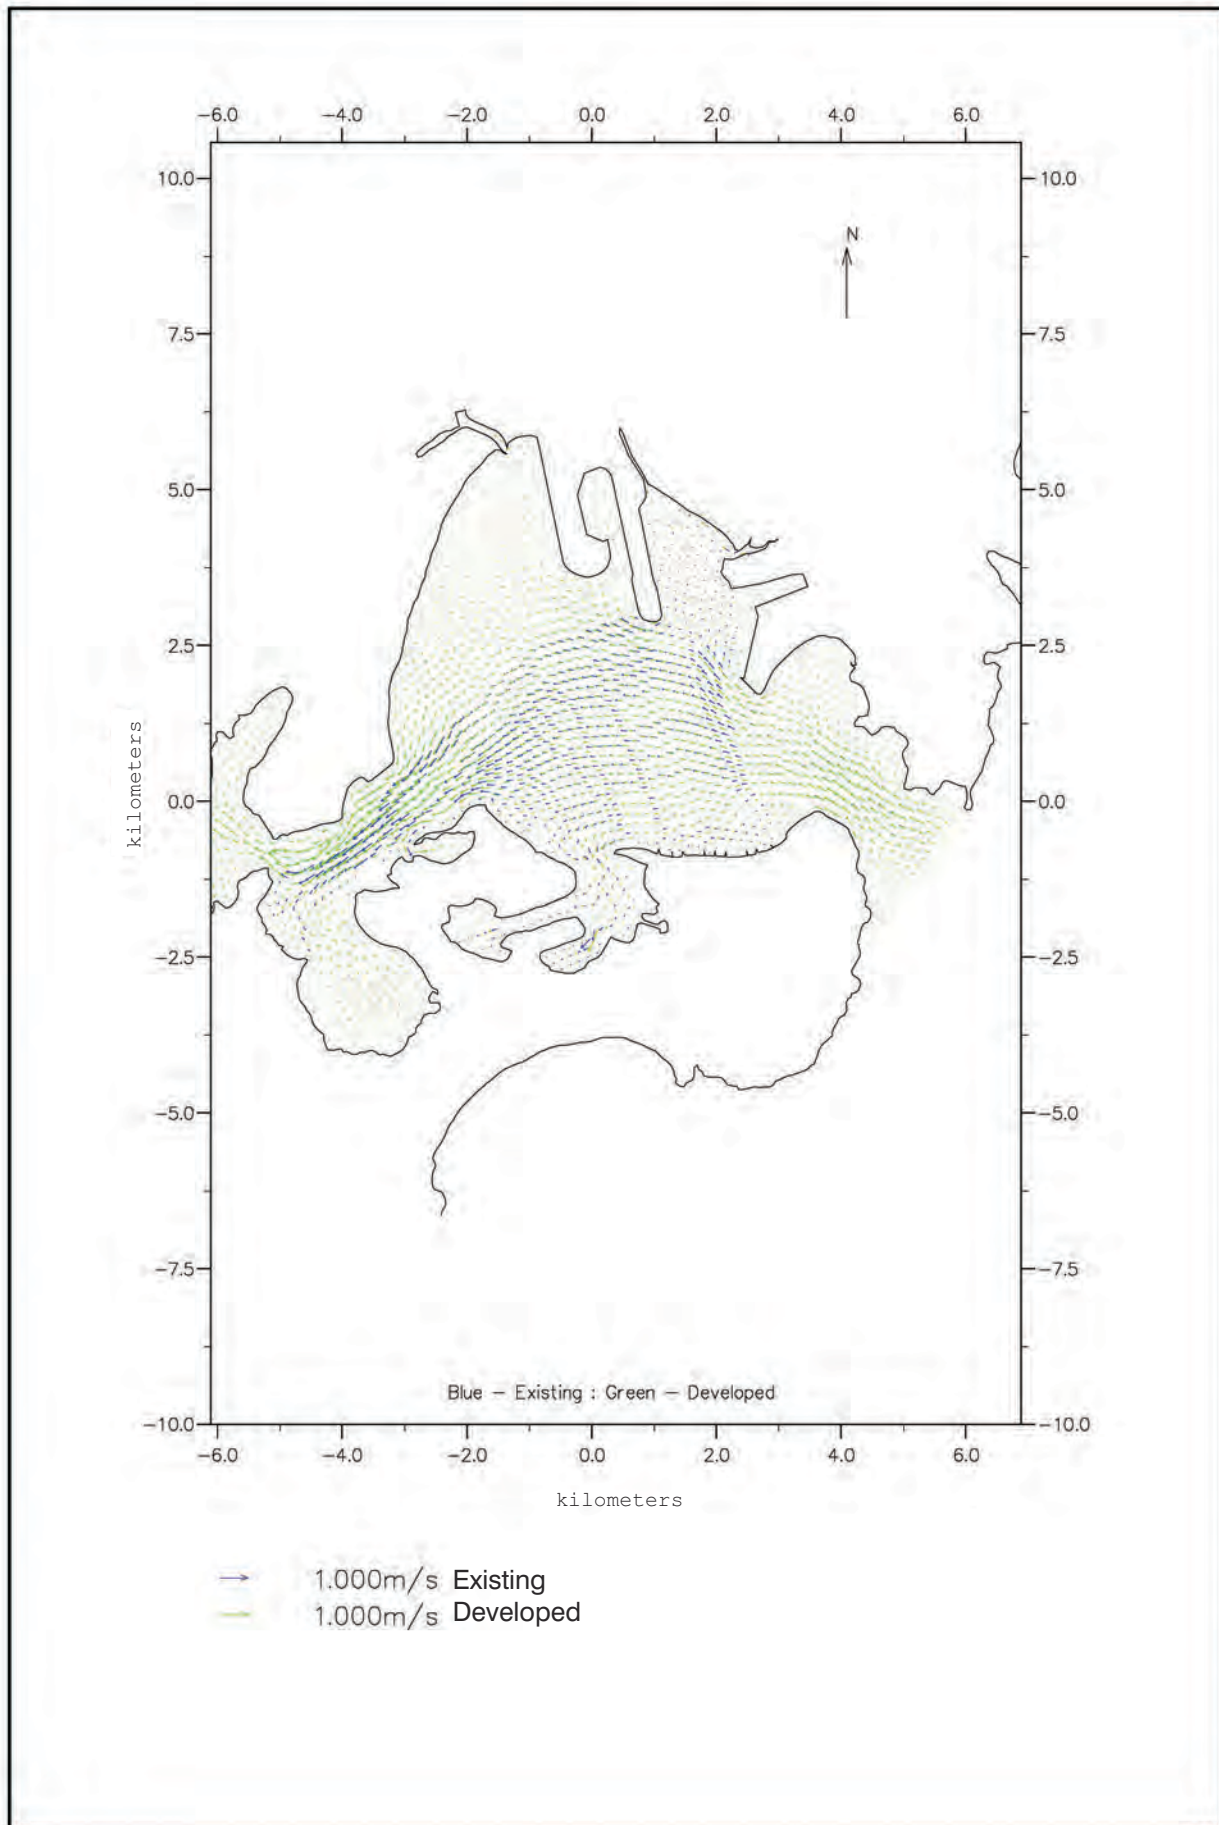 −6.0 −4.0 −2.0 0.0 2.0 4.0 6.0
10.0 10.0
N
7.5 7.5
5.0 5.0
2.5 2.5
kilometers
0.0 0.0
−2.5 −2.5
−5.0 −5.0
−7.5 −7.5
Blue − Existing : Green − Developed
−10.0 −10.0
−6.0 −4.0 −2.0 0.0 2.0 4.0 6.0
kilometers
1.000m/s Existing
1.000m/s Developed